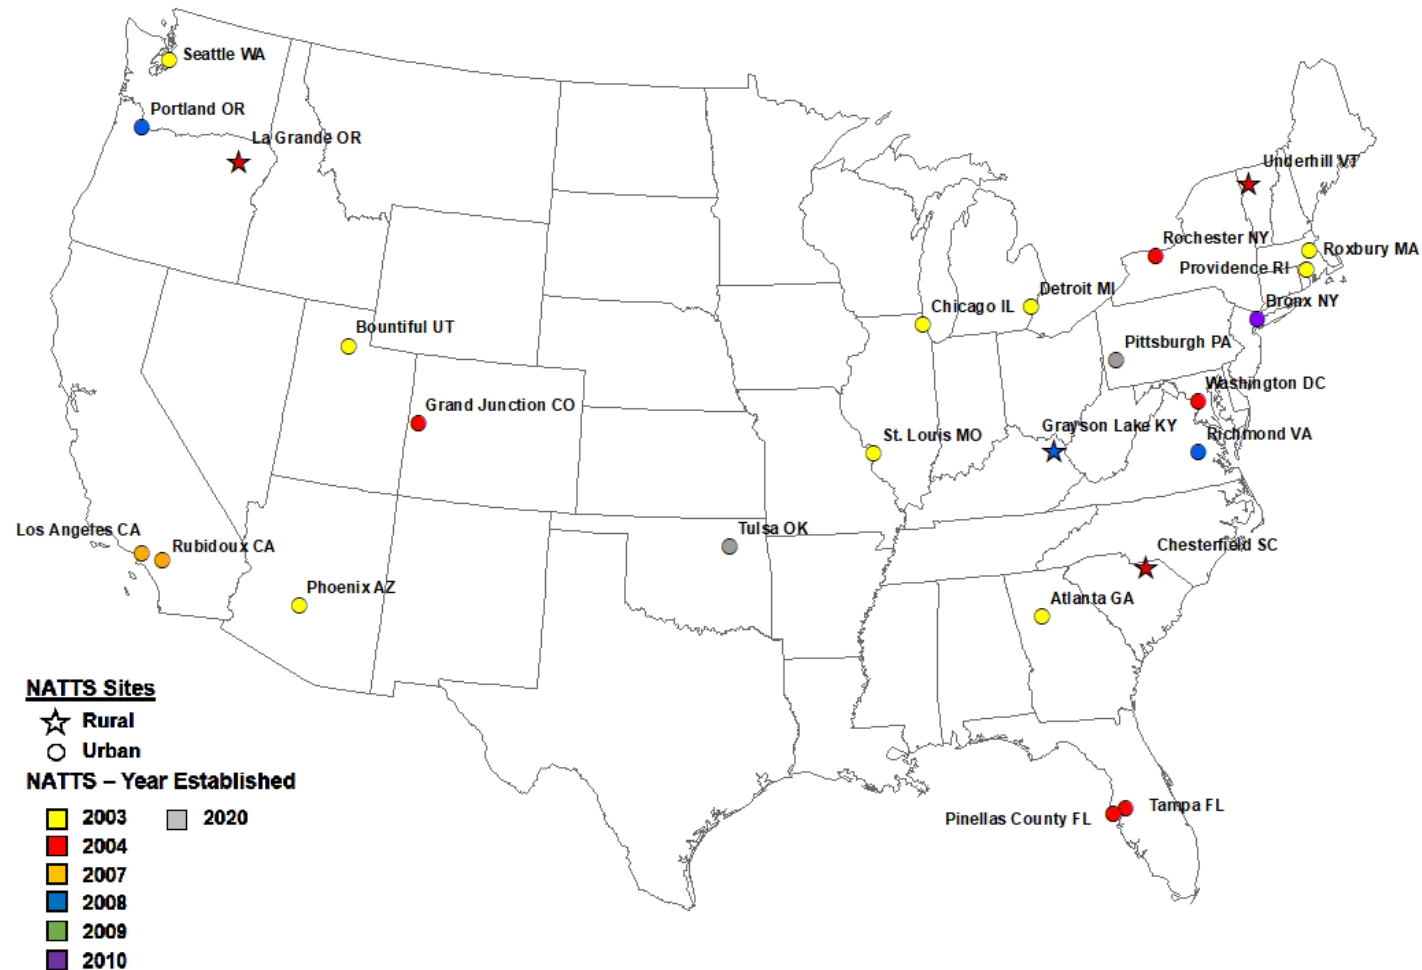 Seattle WA
Portland OR
La Grande OR
Underhill VT
Rochester NY
Roxbury MA
Providence RI
Detroit MI
Chicago IL
Bronx NY
Bountiful UT
Pittsburgh PA
Washington DC
Grand Junction CO
Grayson Lake KY
St. Louis MO
Richmond VA
Los Angeles CA
Tulsa OK
Rubidoux CA
Chesterfield SC
Phoenix AZ
Atlanta GA
Tampa FL
Pinellas County FL
NATTS Sites
Rural
Urban
NATTS – Year Established
2003 2020
2004
2007
2008
2009
2010